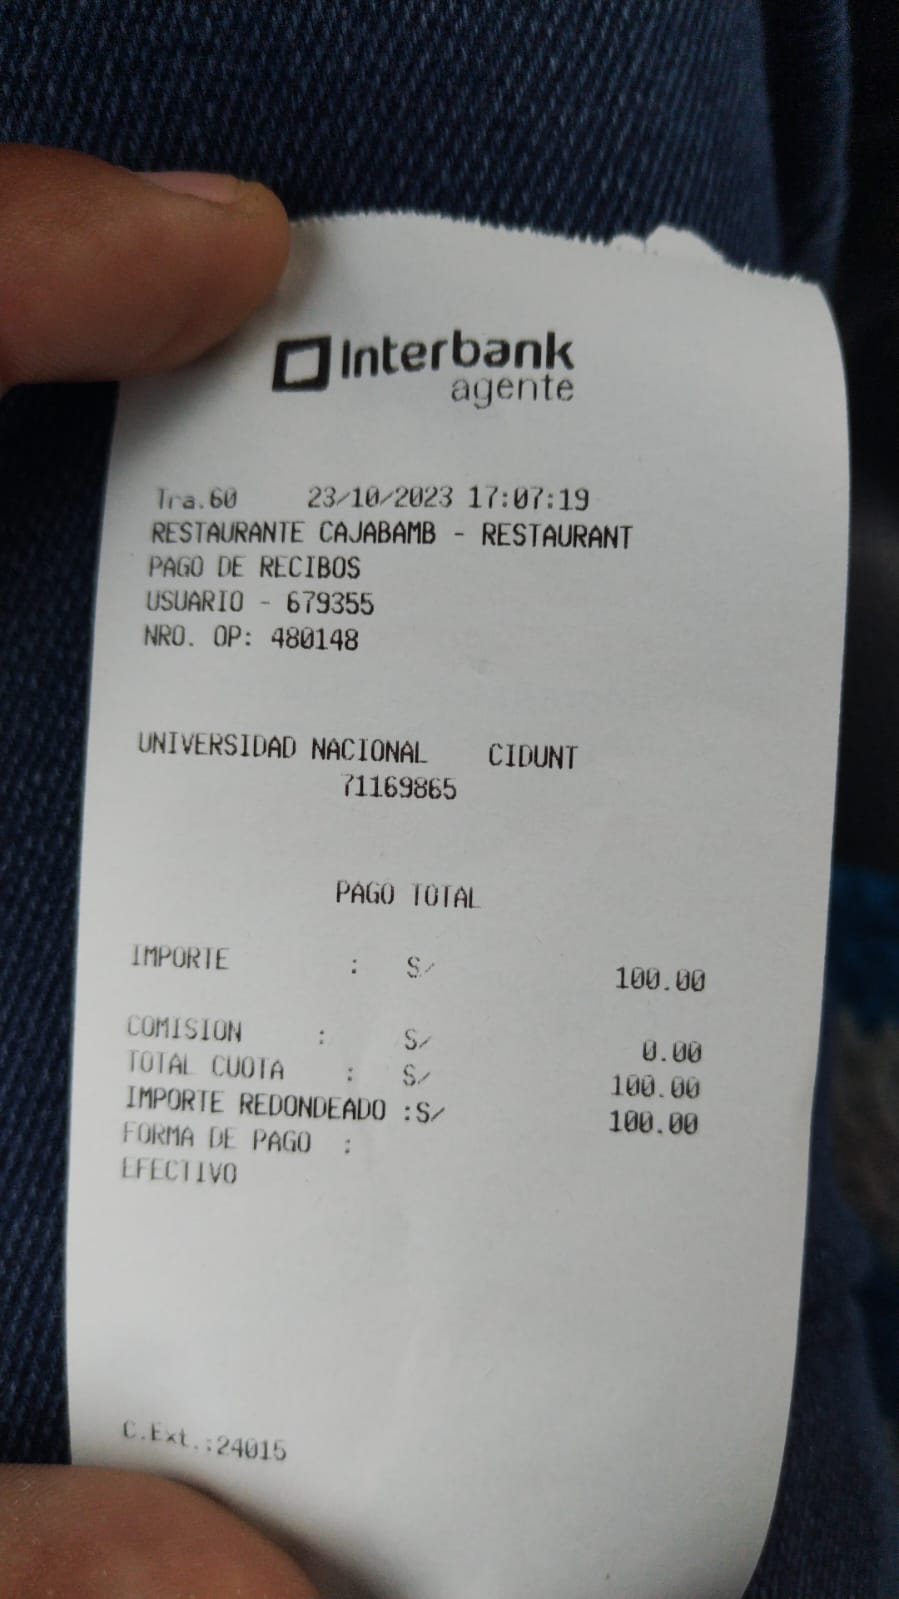 Interbank
agente
Tra.60 23/10/2023 17:07:19
RESTAURANTE CAJABAMB - RESTAURANT
PAGO DE RECIBOS
USUARIO - 679355
NRO. OP: 480148
UNIVERSIDAD NACIONAL CIDUNT
71169865
PAGO TOTAL
IMPORTE : S/ 100.00
COMISION : S/ 0.00
TOTAL CUOTA : S/ 100.00
IMPORTE REDONDEADO :S/ 100.00
FORMA DE PAGO :
EFECTIVO
C.Ext.:24015